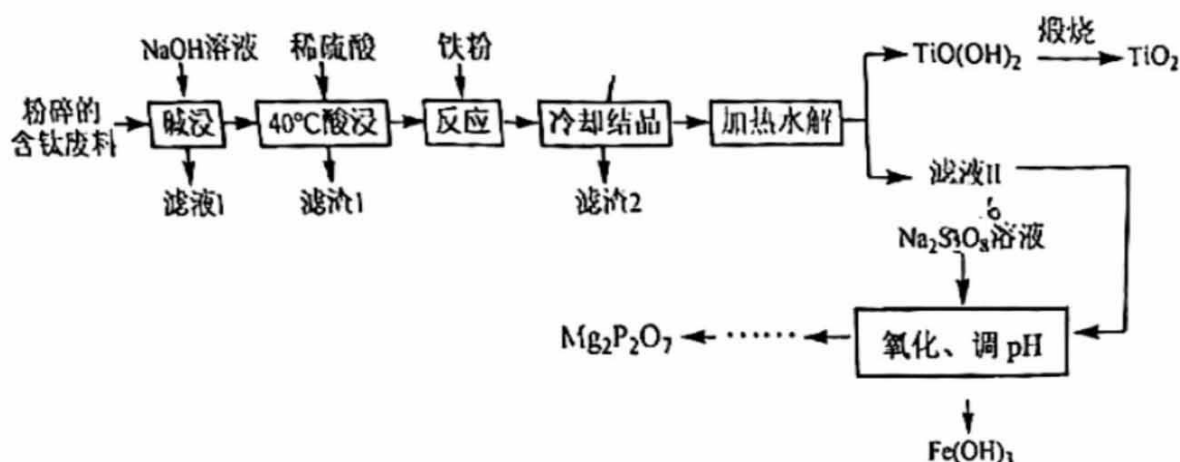 NaOH溶液 稀硫酸 铁粉
粉碎的
含钛废料
碱浸 40℃酸浸 反应 冷却结晶 加热水解
TiO(OH)₂ 煅烧 TiO₂
滤液1 滤渣1 滤渣2
滤液II
6
Na₂S₂O₈溶液
氧化、调 pH
Mg₂P₂O₇ ……
Fe(OH)₃